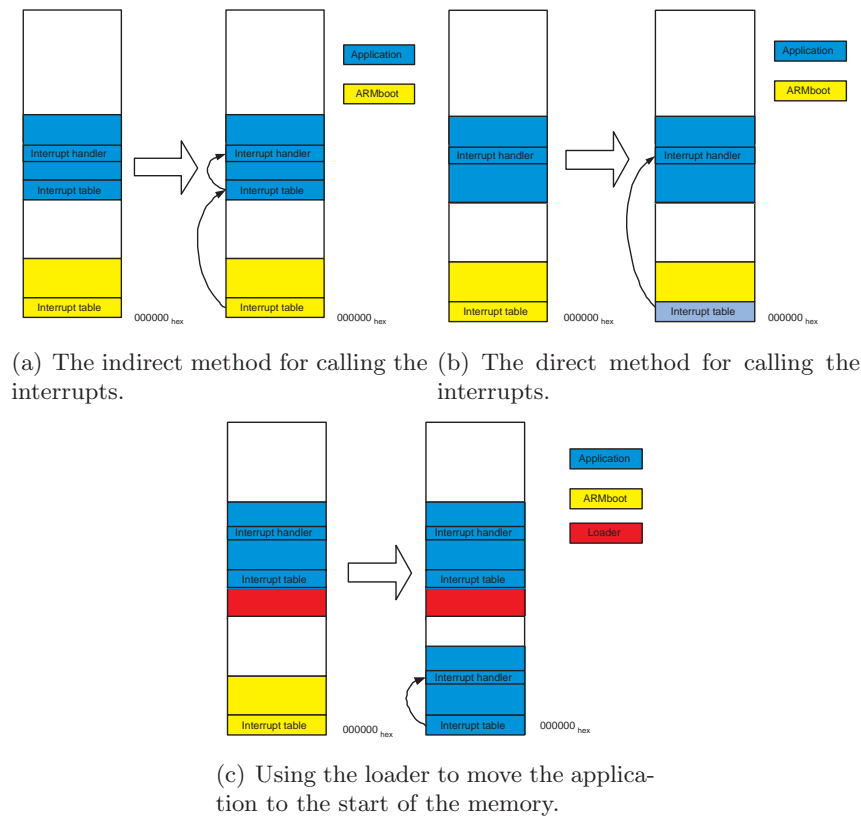 Application
ARMboot
Interrupt handler
Interrupt table
Interrupt table
000000 hex
Interrupt handler
Interrupt table
Interrupt table
000000 hex
Application
ARMboot
Interrupt handler
Interrupt table
000000 hex
Interrupt handler
Interrupt table
000000 hex
(a) The indirect method for calling the
interrupts.
(b) The direct method for calling the
interrupts.
Application
ARMboot
Loader
Interrupt handler
Interrupt table
Interrupt table
000000 hex
Interrupt handler
Interrupt table
Interrupt handler
Interrupt table
000000 hex
(c) Using the loader to move the applica-
tion to the start of the memory.